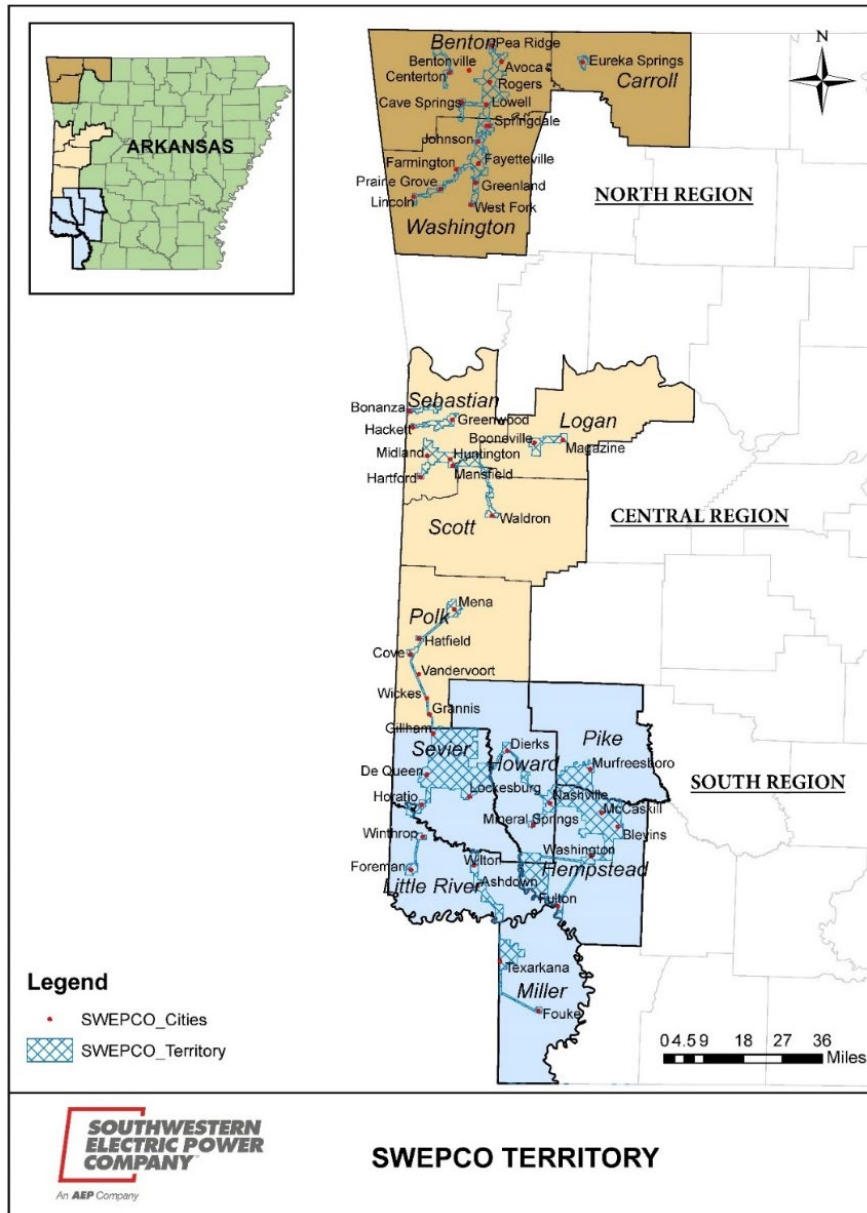 ARKANSAS
N
Benton
Pea Ridge
Bentonville
Avoca
Centerton
Rogers
Eureka Springs
Carroll
Cave Springs
Lowell
Springdale
Johnson
Farmington
Fayetteville
Prairie Grove
Greenland
Lincoln
West Fork
Washington
NORTH REGION
Sebastian
Bonanza
Greenwood
Logan
Hackett
Booneville
Magazine
Midland
Huntington
Mansfield
Hartford
CENTRAL REGION
Scott
Waldron
Mena
Polk
Hatfield
Cove
Vandervoort
Wickes
Grannis
Gillham
Sevier
Dierks
Pike
Howard
Murfreesboro
De Queen
SOUTH REGION
Lockesburg
Nashville
Horatio
McCaskill
Mineral Springs
Blevins
Winthrop
Washington
Wilton
Foreman
Hempstead
Little River
Ashdown
Fulton
Texarkana
Miller
Fouke
Legend
SWEPCO_Cities
SWEPCO_Territory
0 4.5 9 18 27 36
Miles
SOUTHWESTERN
ELECTRIC POWER
COMPANY™
An AEP Company
SWEPCO TERRITORY